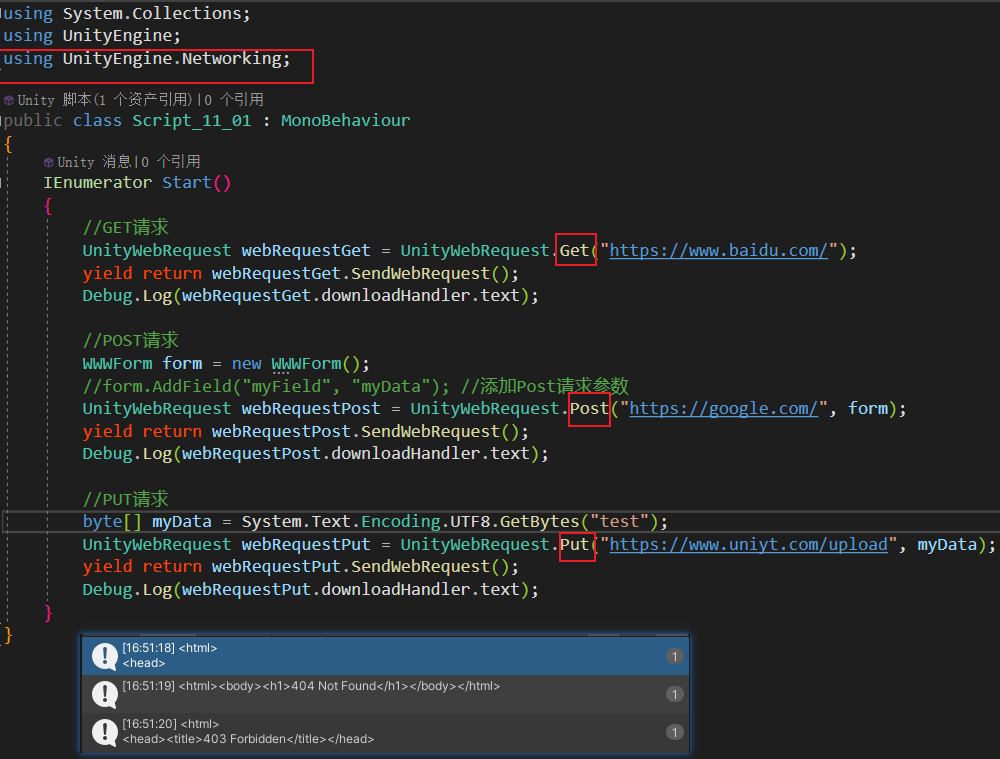 using System.Collections;
using UnityEngine;
using UnityEngine.Networking;
Unity 脚本(1 个资产引用)|0 个引用
public class Script_11_01 : MonoBehaviour
{
Unity 消息|0 个引用
IEnumerator Start()
{
//GET请求
UnityWebRequest webRequestGet = UnityWebRequest.Get("https://www.baidu.com/");
yield return webRequestGet.SendWebRequest();
Debug.Log(webRequestGet.downloadHandler.text);
//POST请求
WWWForm form = new WWWForm();
//form.AddField("myField", "myData"); //添加Post请求参数
UnityWebRequest webRequestPost = UnityWebRequest.Post("https://google.com/", form);
yield return webRequestPost.SendWebRequest();
Debug.Log(webRequestPost.downloadHandler.text);
//PUT请求
byte[] myData = System.Text.Encoding.UTF8.GetBytes("test");
UnityWebRequest webRequestPut = UnityWebRequest.Put("https://www.uniyt.com/upload", myData);
yield return webRequestPut.SendWebRequest();
Debug.Log(webRequestPut.downloadHandler.text);
}
}
[16:51:18] <html>
<head>
1
[16:51:19] <html><body><h1>404 Not Found</h1></body></html>
1
[16:51:20] <html>
<head><title>403 Forbidden</title></head>
1